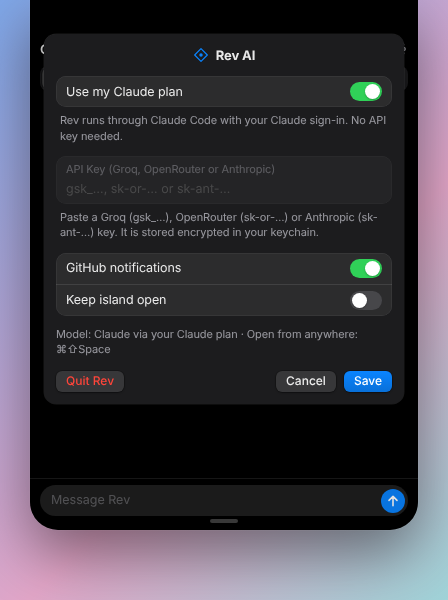 Rev AI
Use my Claude plan
Rev runs through Claude Code with your Claude sign-in. No API
key needed.
API Key (Groq, OpenRouter or Anthropic)
gsk_..., sk-or-... or sk-ant-...
Paste a Groq (gsk_...), OpenRouter (sk-or-...) or Anthropic (sk-
ant-...) key. It is stored encrypted in your keychain.
GitHub notifications
Keep island open
Model: Claude via your Claude plan · Open from anywhere:
⌘⇧Space
Quit Rev
Cancel
Save
Message Rev